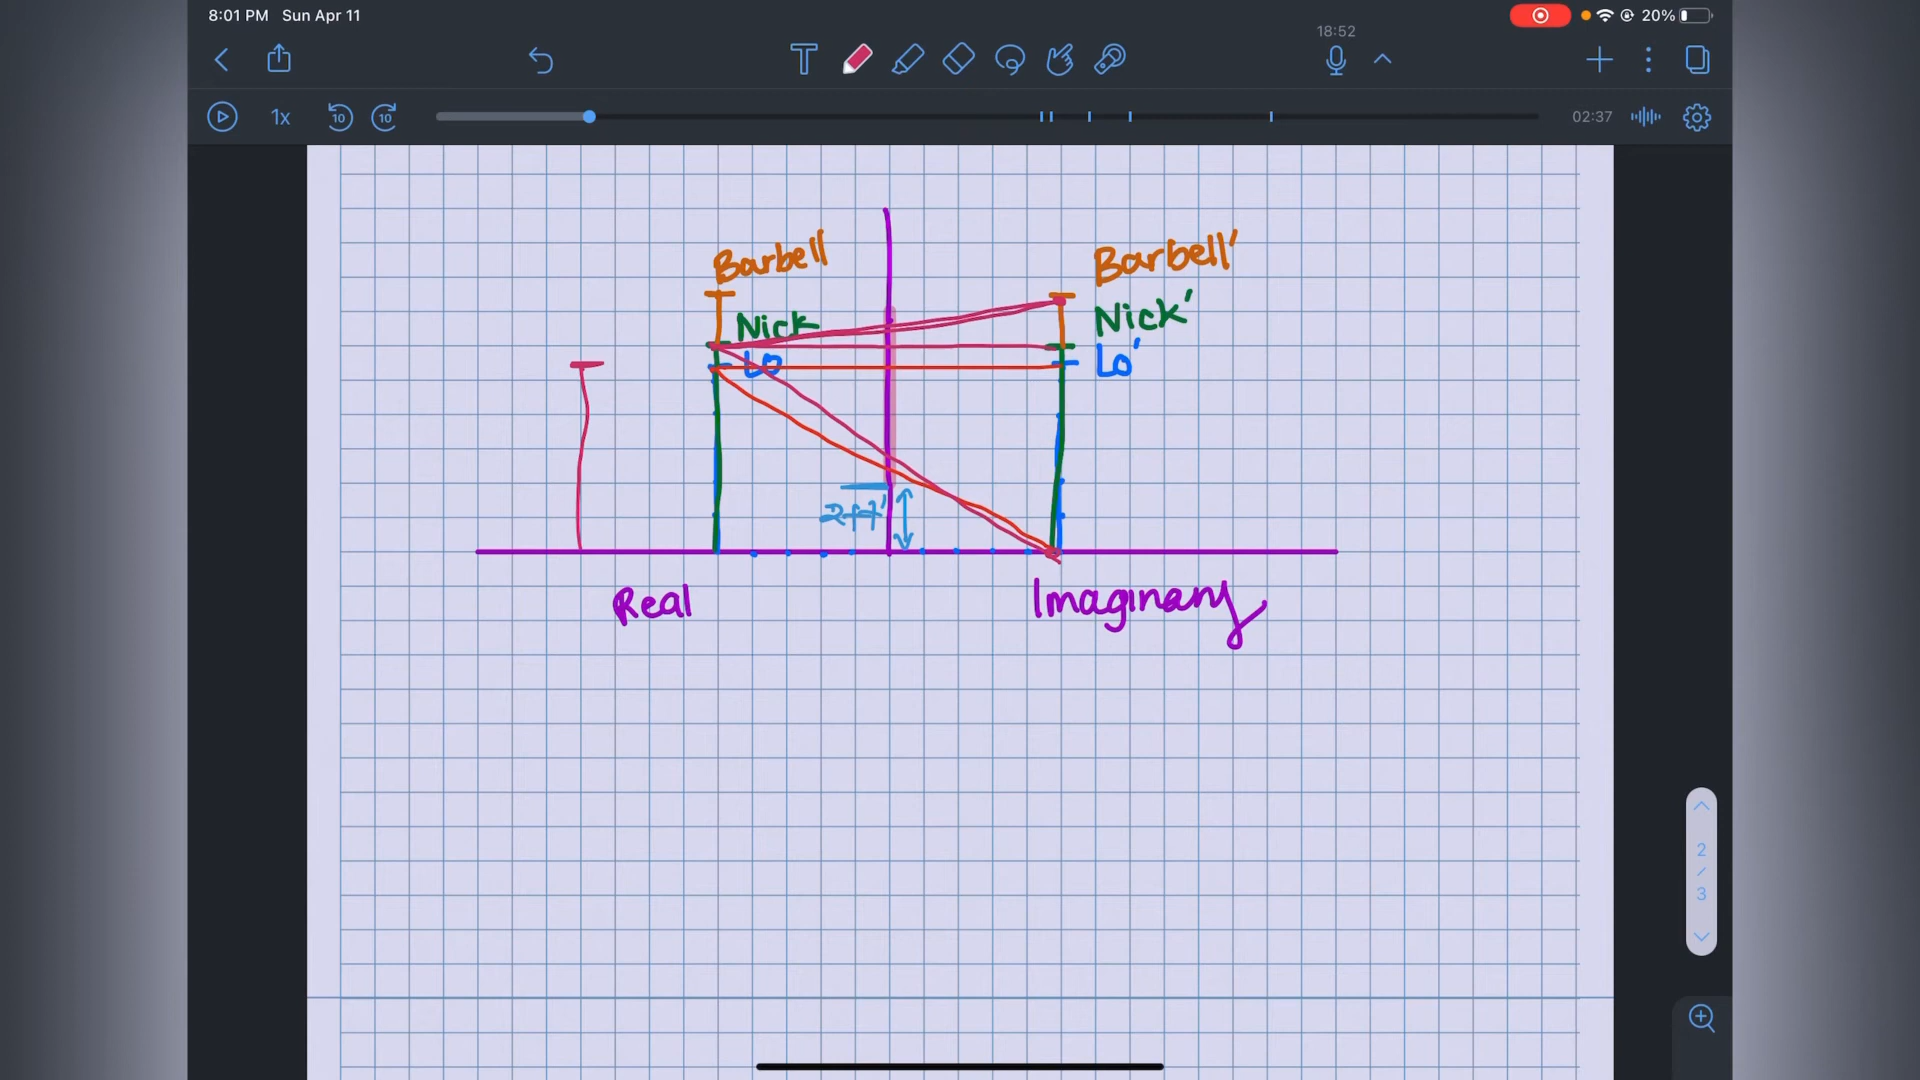 8:01 PM Sun Apr 11
20%
18:52
T
1x
10 10
02:37
Barbell
Barbell'
Nick
Nick'
Lo
Lo'
2ft
Real
Imaginary
2
/
3